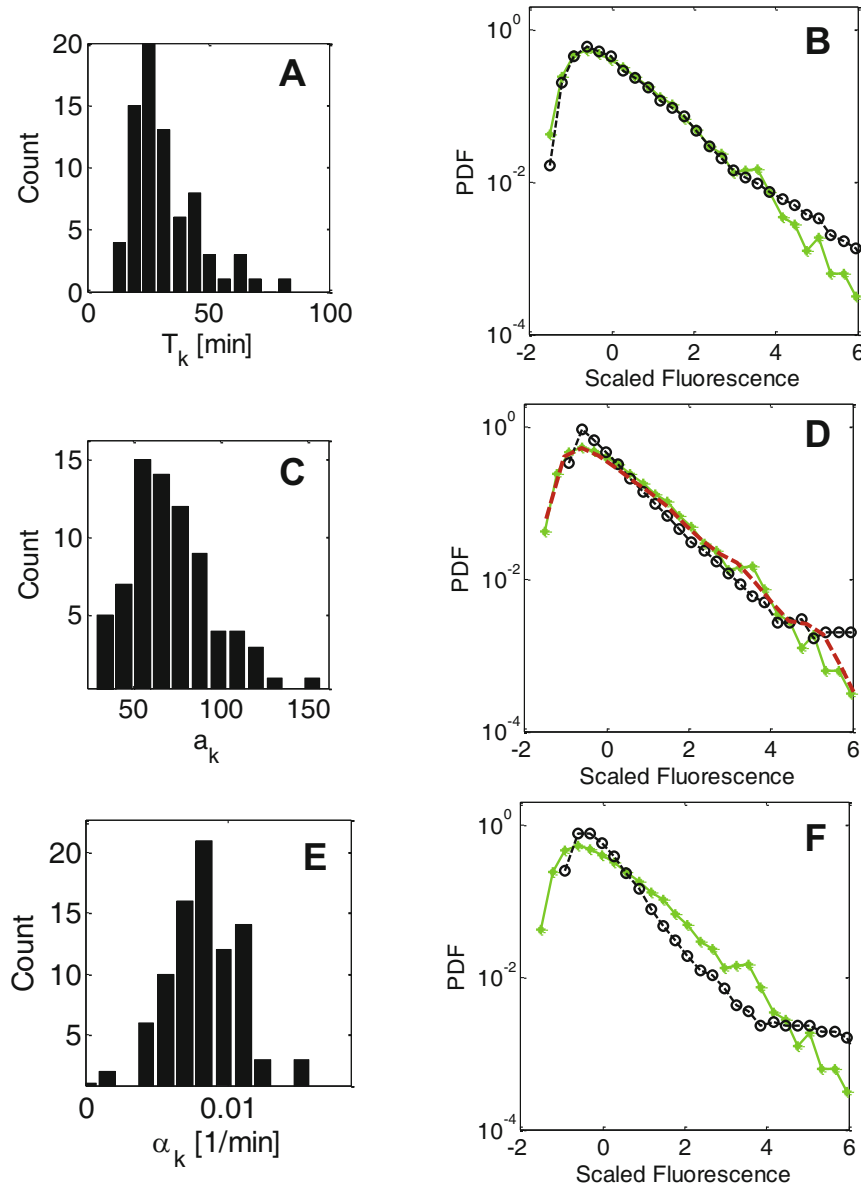 A
20
15
10
5
0
Count
0 50 100
T_k [min]
B
10^0
10^-2
10^-4
PDF
-2 0 2 4 6
Scaled Fluorescence
C
15
10
5
Count
50 100 150
a_k
D
10^0
10^-2
10^-4
PDF
-2 0 2 4 6
Scaled Fluorescence
E
20
15
10
5
Count
0 0.01
α_k [1/min]
F
10^0
10^-2
10^-4
PDF
-2 0 2 4 6
Scaled Fluorescence